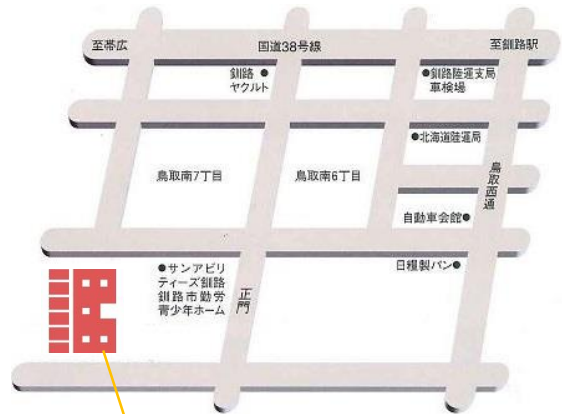 至帯広
国道38号線
至釧路駅
釧路
ヤクルト
釧路陸運支局
車検場
北海道陸運局
鳥取南7丁目
鳥取南6丁目
鳥取西通
自動車会館
サンアビリ
ティーズ釧路
釧路市勤労
青少年ホーム
正門
日糧製パン